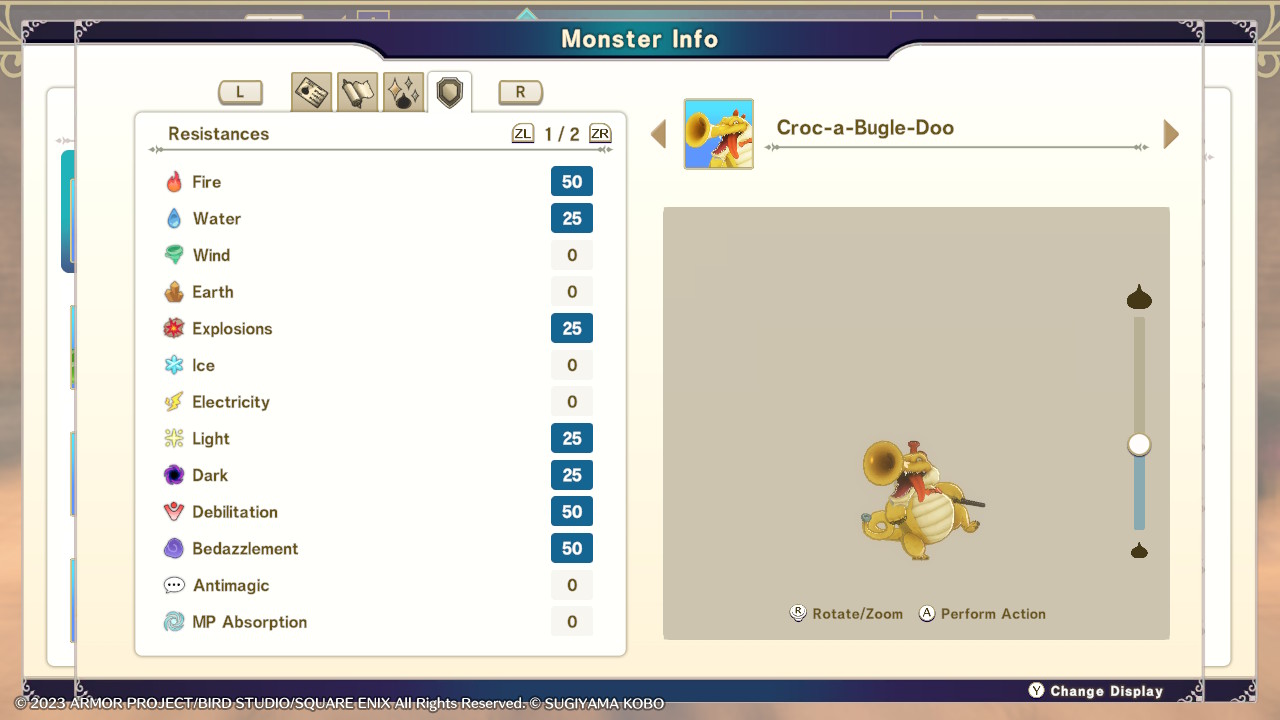 Monster Info
L
R
Resistances
ZL 1 / 2 ZR
Fire 50
Water 25
Wind 0
Earth 0
Explosions 25
Ice 0
Electricity 0
Light 25
Dark 25
Debilitation 50
Bedazzlement 50
Antimagic 0
MP Absorption 0
Croc-a-Bugle-Doo
R Rotate/Zoom A Perform Action
Y Change Display
© 2023 ARMOR PROJECT/BIRD STUDIO/SQUARE ENIX All Rights Reserved. © SUGIYAMA KOBO